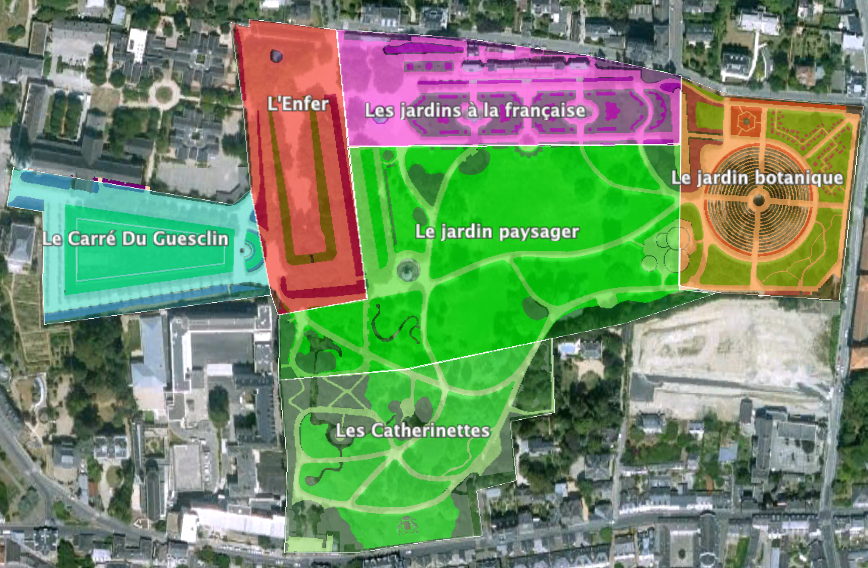 L'Enfer
Les jardins à la française
Le jardin botanique
Le Carré Du Guesclin
Le jardin paysager
Les Catherinettes